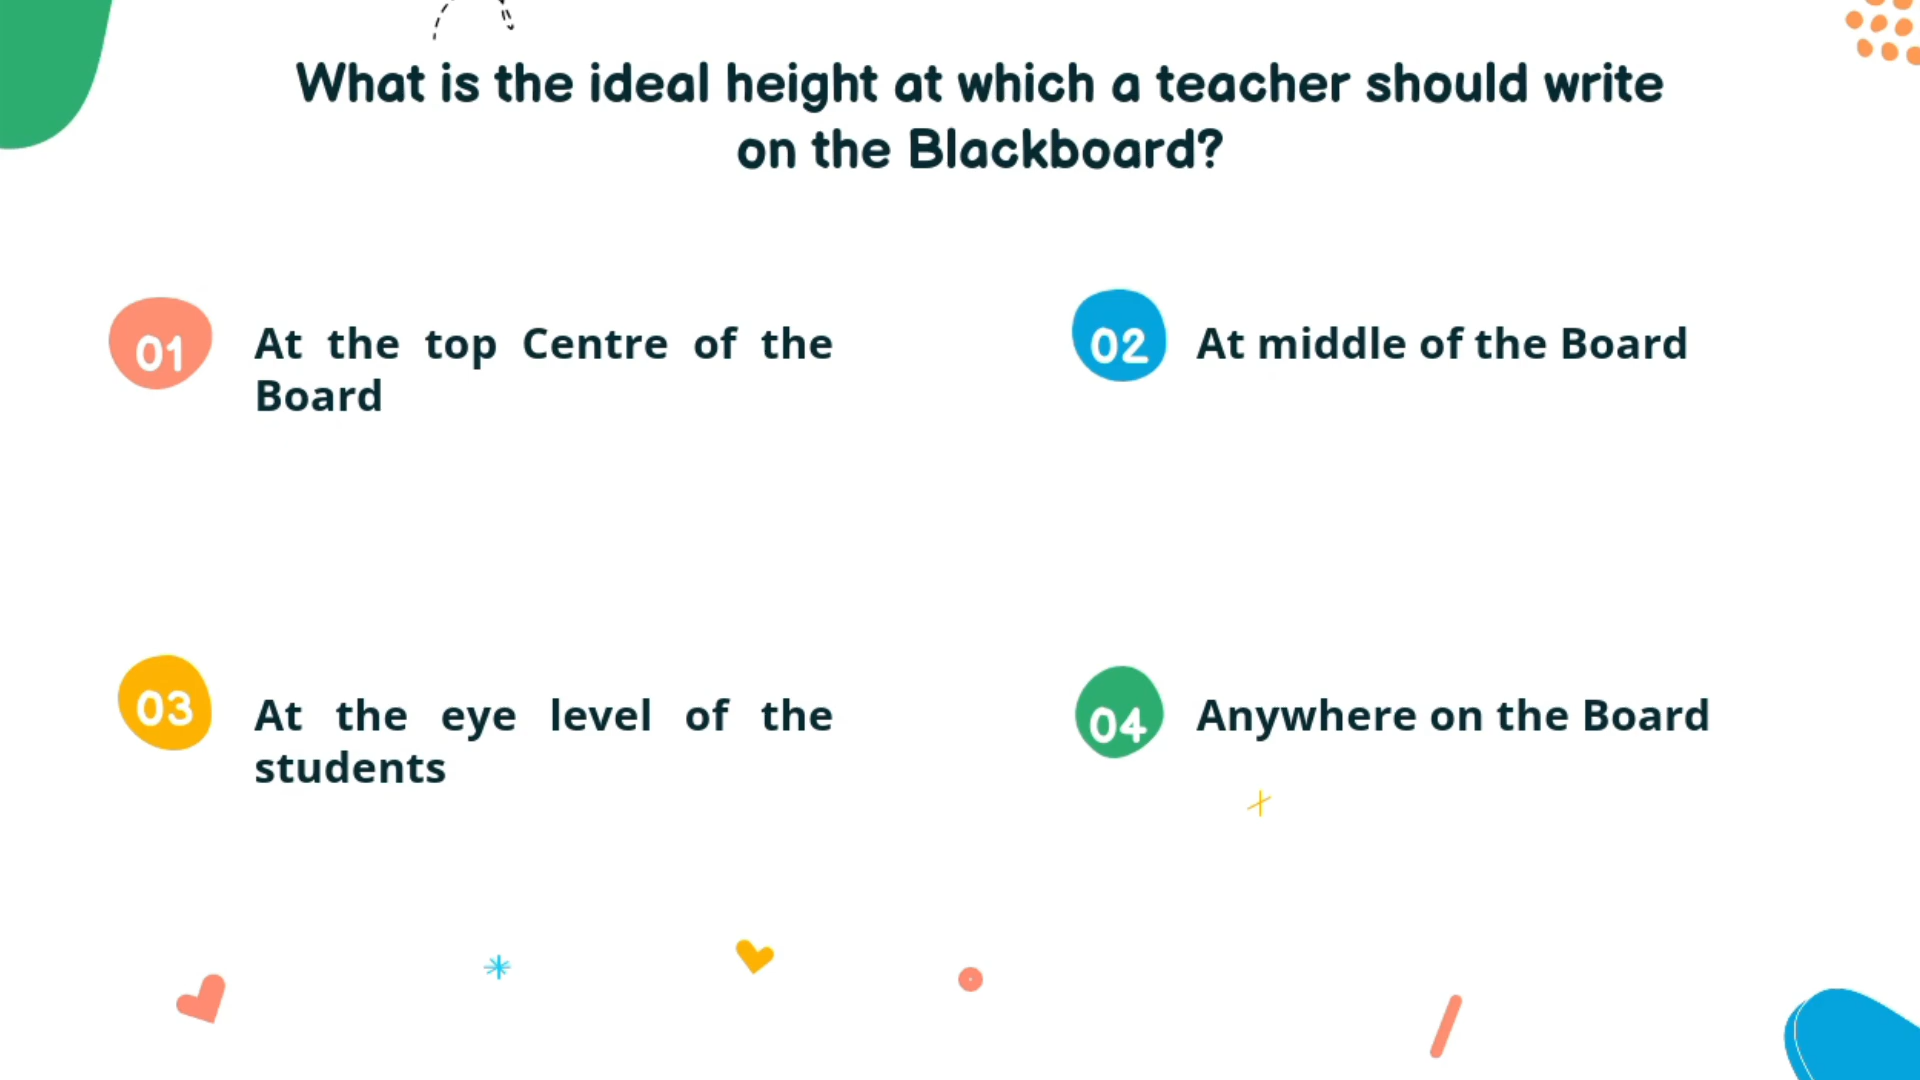 What is the ideal height at which a teacher should write
on the Blackboard?
01
At the top Centre of the
Board
02
At middle of the Board
03
At the eye level of the
students
04
Anywhere on the Board